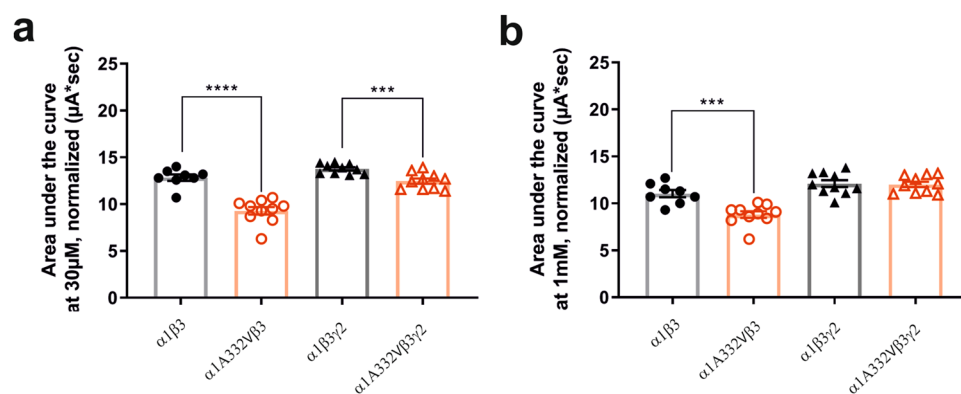 a
Area under the curve
at 30µM, normalized (µA*sec)
25
20
15
10
5
0
****
***
α1β3
α1A332Vβ3
α1β3γ2
α1A332Vβ3γ2
b
Area under the curve
at 1mM, normalized (µA*sec)
25
20
15
10
5
0
***
α1β3
α1A332Vβ3
α1β3γ2
α1A332Vβ3γ2